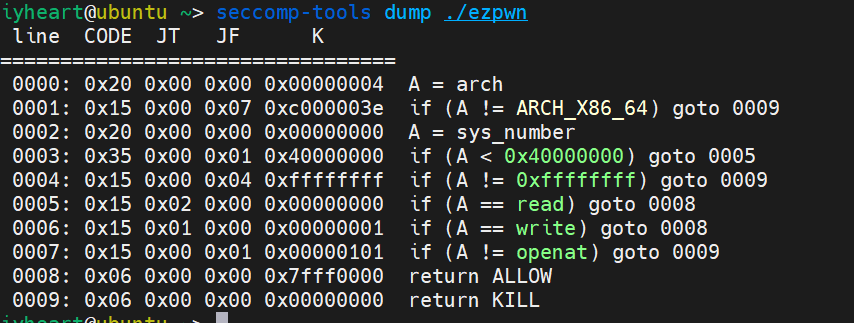 iyheart@ubuntu ~> seccomp-tools dump ./ezpwn
line CODE JT JF K
=================================
0000: 0x20 0x00 0x00 0x00000004 A = arch
0001: 0x15 0x00 0x07 0xc000003e if (A != ARCH_X86_64) goto 0009
0002: 0x20 0x00 0x00 0x00000000 A = sys_number
0003: 0x35 0x00 0x01 0x40000000 if (A < 0x40000000) goto 0005
0004: 0x15 0x00 0x04 0xffffffff if (A != 0xffffffff) goto 0009
0005: 0x15 0x02 0x00 0x00000000 if (A == read) goto 0008
0006: 0x15 0x01 0x00 0x00000001 if (A == write) goto 0008
0007: 0x15 0x00 0x01 0x00000101 if (A != openat) goto 0009
0008: 0x06 0x00 0x00 0x7fff0000 return ALLOW
0009: 0x06 0x00 0x00 0x00000000 return KILL
iyheart@ubuntu ~>